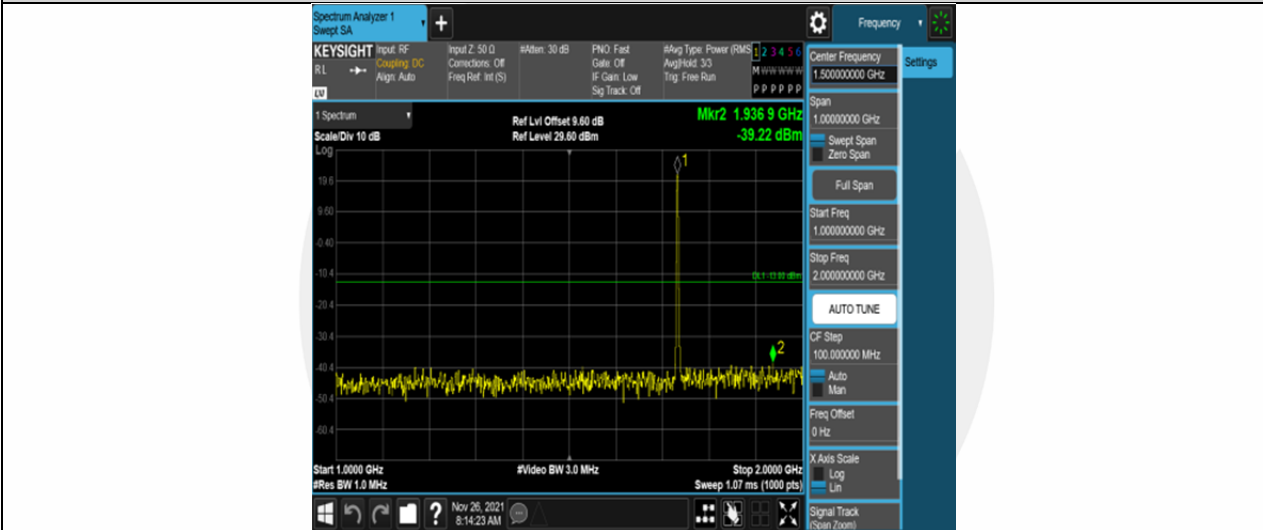 Spectrum Analyzer 1
Swept SA
+
Frequency
KEYSIGHT
RL
LV
Input: RF
Coupling: DC
Align: Auto
Input Z: 50 Ω
Corrections: Off
Freq Ref: Int (S)
#Atten: 30 dB
PNO: Fast
Gate: Off
IF Gain: Low
Sig Track: Off
#Avg Type: Power (RMS
Avg|Hold: 3/3
Trig: Free Run
1 2 3 4 5 6
M W W W W W
P P P P P P
1 Spectrum
Scale/Div 10 dB
Log
Ref Lvl Offset 9.60 dB
Ref Level 29.60 dBm
Mkr2 1.936 9 GHz
-39.22 dBm
1
19.6
9.60
-0.40
-10.4
DL1 -13.00 dBm
-20.4
-30.4
2
-40.4
-50.4
-60.4
Start 1.0000 GHz
#Res BW 1.0 MHz
#Video BW 3.0 MHz
Stop 2.0000 GHz
Sweep 1.07 ms (1000 pts)
?
Nov 26, 2021
8:14:23 AM
Center Frequency
1.500000000 GHz
Settings
Span
1.00000000 GHz
Swept Span
Zero Span
Full Span
Start Freq
1.000000000 GHz
Stop Freq
2.000000000 GHz
AUTO TUNE
CF Step
100.000000 MHz
Auto
Man
Freq Offset
0 Hz
X Axis Scale
Log
Lin
Signal Track
(Span Zoom)